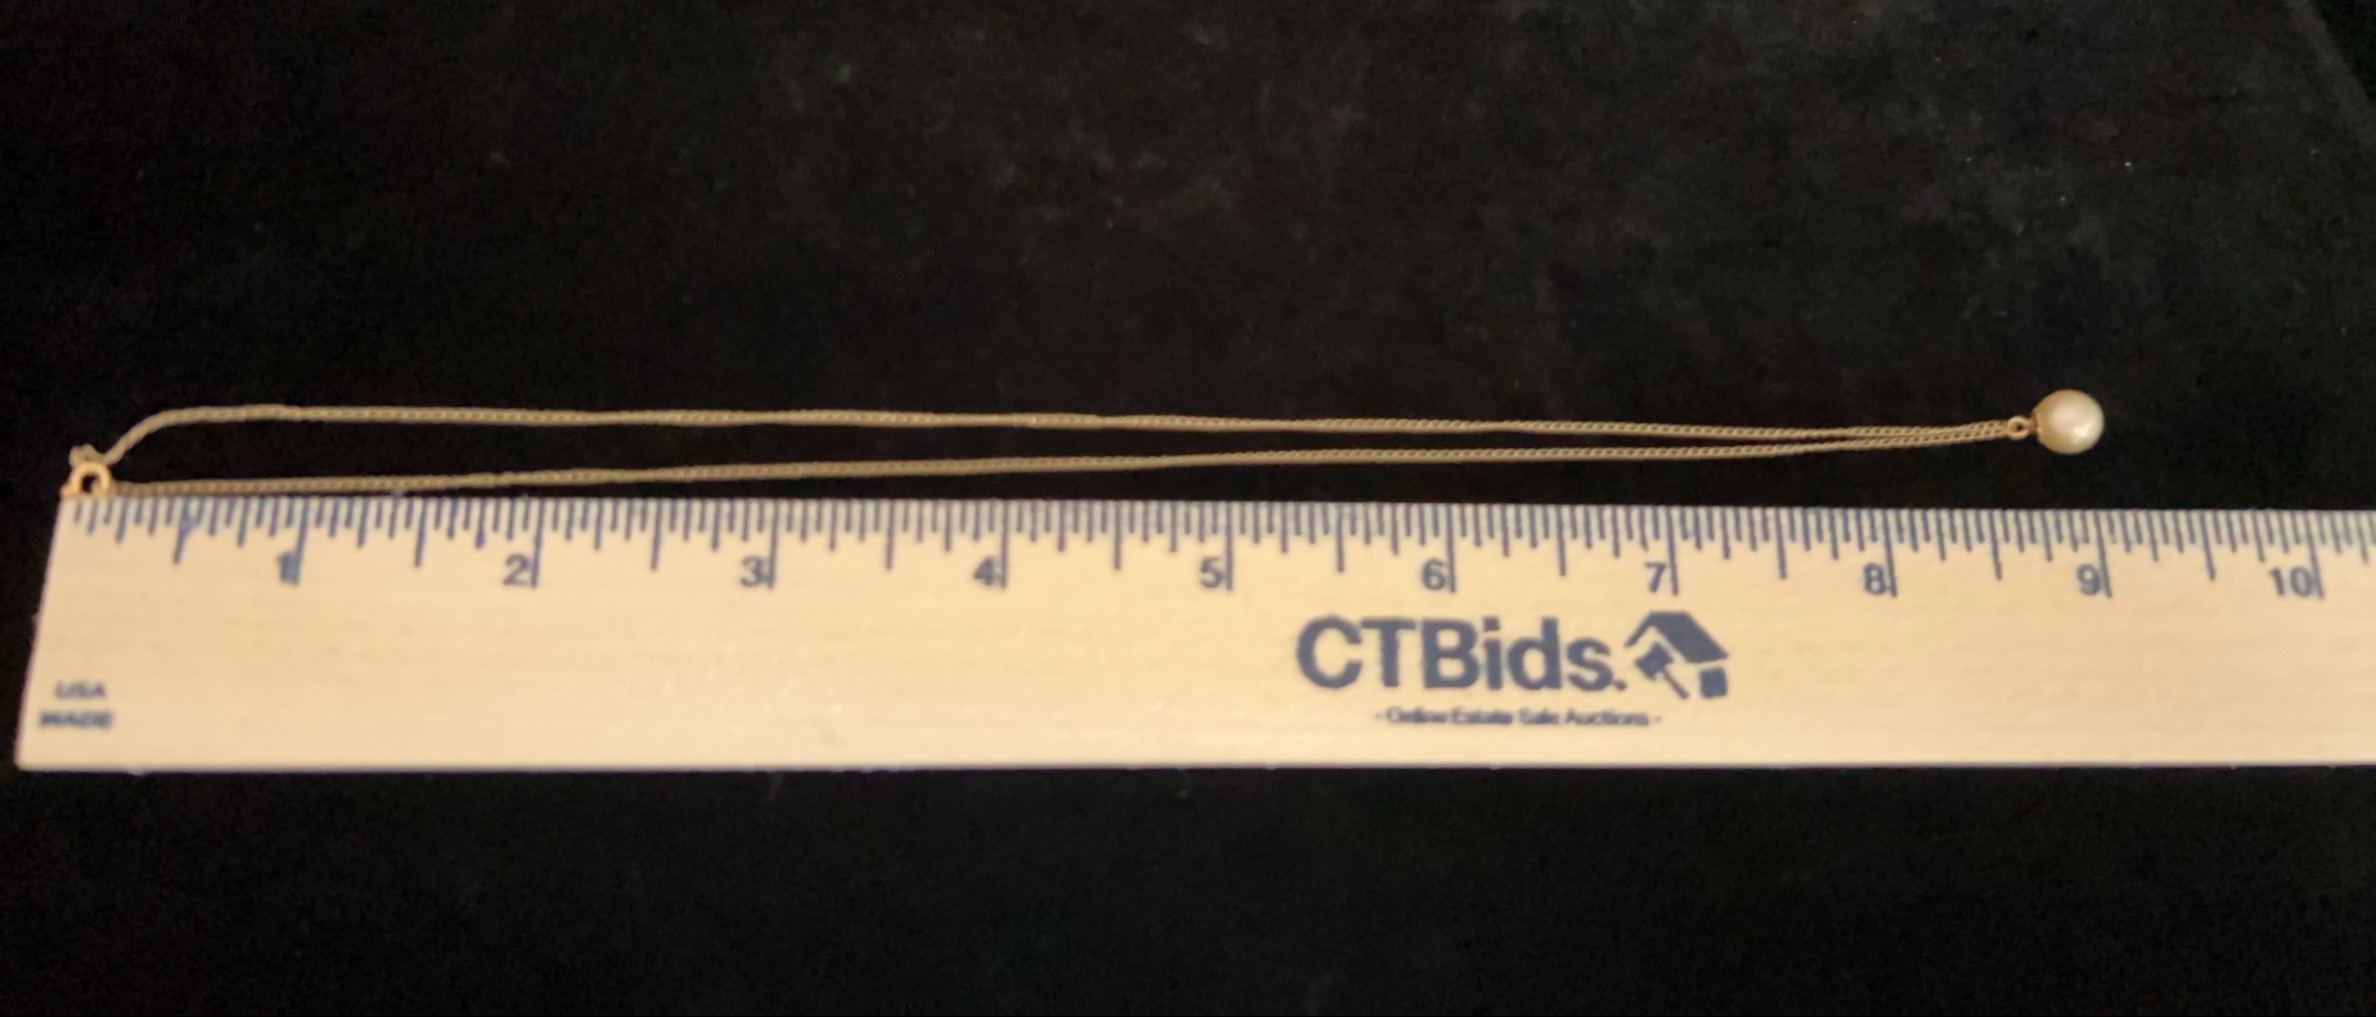 1 2 3 4 5 6 7 8 9 10
CTBids.
- Online Estate Sale Auctions -
USA
MADE